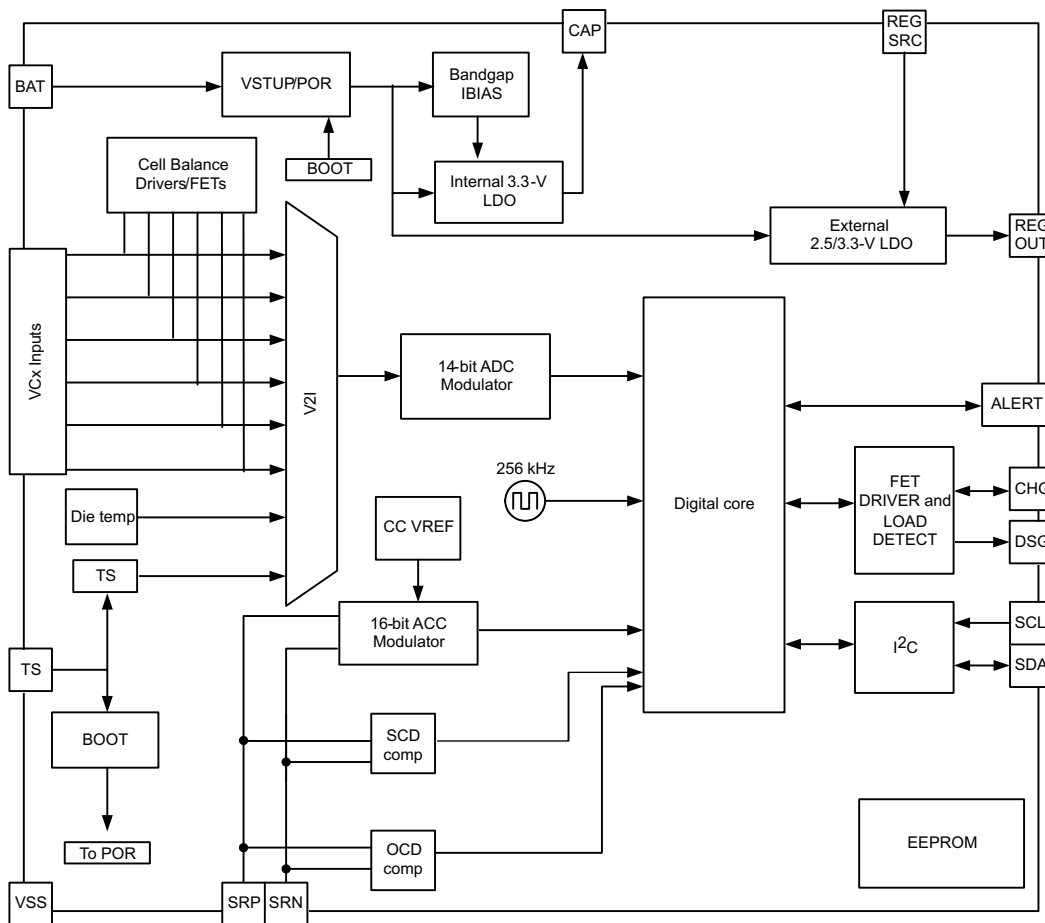 CAP
REG
SRC
BAT
VSTUP/POR
Bandgap
IBIAS
BOOT
Cell Balance
Drivers/FETs
Internal 3.3-V
LDO
External
2.5/3.3-V LDO
REG
OUT
VCx Inputs
V2I
14-bit ADC
Modulator
ALERT
256 kHz
Digital core
FET
DRIVER and
LOAD
DETECT
CHG
DSG
Die temp
CC VREF
TS
16-bit ACC
Modulator
I2C
SCL
SDA
TS
BOOT
SCD
comp
To POR
OCD
comp
EEPROM
VSS
SRP
SRN